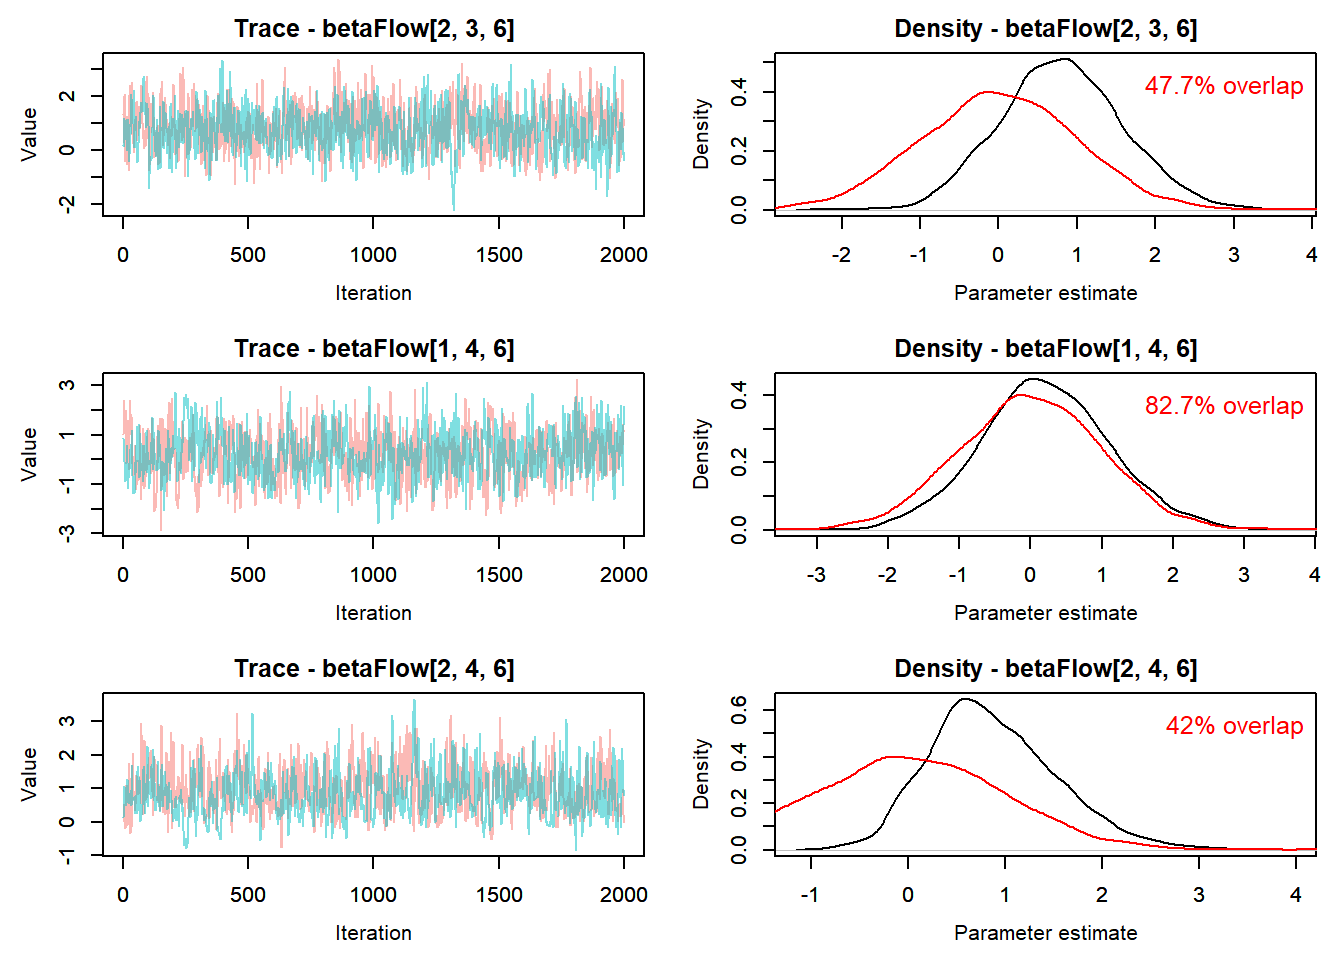 Trace - betaFlow[2, 3, 6]
Value
-2 0 2
0 500 1000 1500 2000
Iteration
Density - betaFlow[2, 3, 6]
47.7% overlap
Density
0.0 0.2 0.4
-2 -1 0 1 2 3 4
Parameter estimate
Trace - betaFlow[1, 4, 6]
Value
-3 -1 1 3
0 500 1000 1500 2000
Iteration
Density - betaFlow[1, 4, 6]
82.7% overlap
Density
0.0 0.2 0.4
-3 -2 -1 0 1 2 3 4
Parameter estimate
Trace - betaFlow[2, 4, 6]
Value
-1 0 1 2 3
0 500 1000 1500 2000
Iteration
Density - betaFlow[2, 4, 6]
42% overlap
Density
0.0 0.2 0.4 0.6
-1 0 1 2 3 4
Parameter estimate